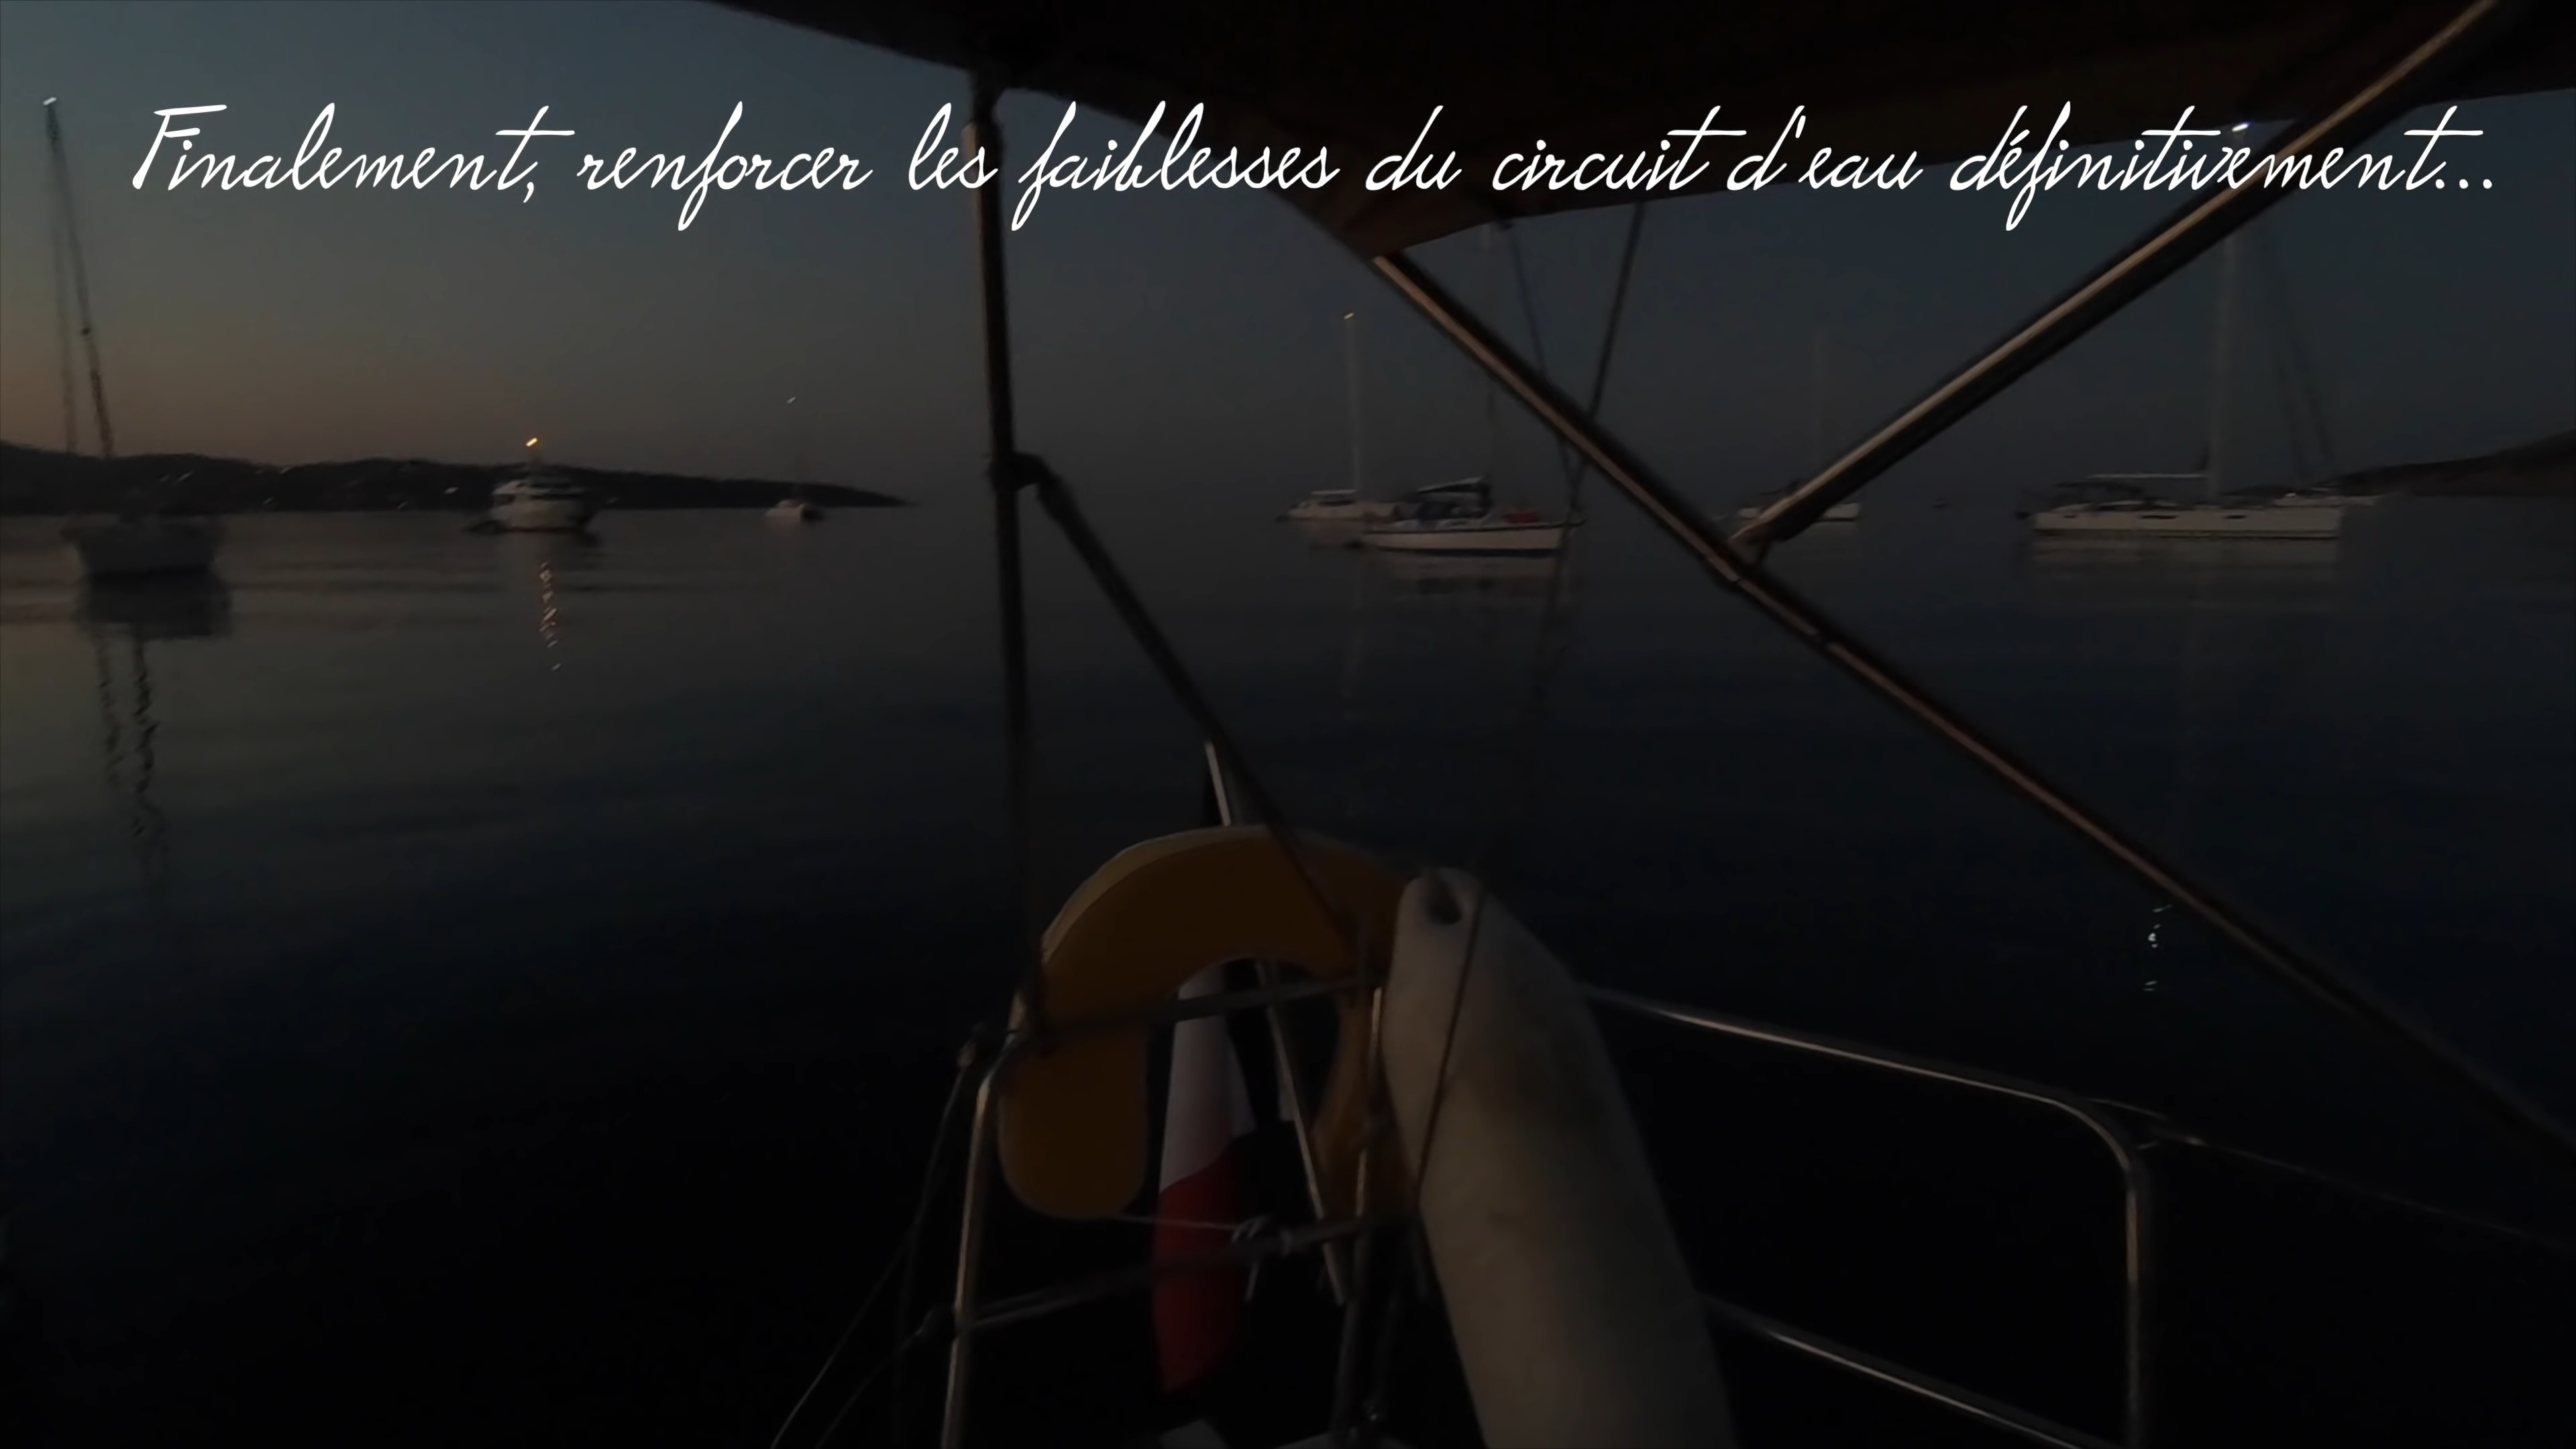 Finalement, renforcer les faiblesses du circuit d'eau définitivement...